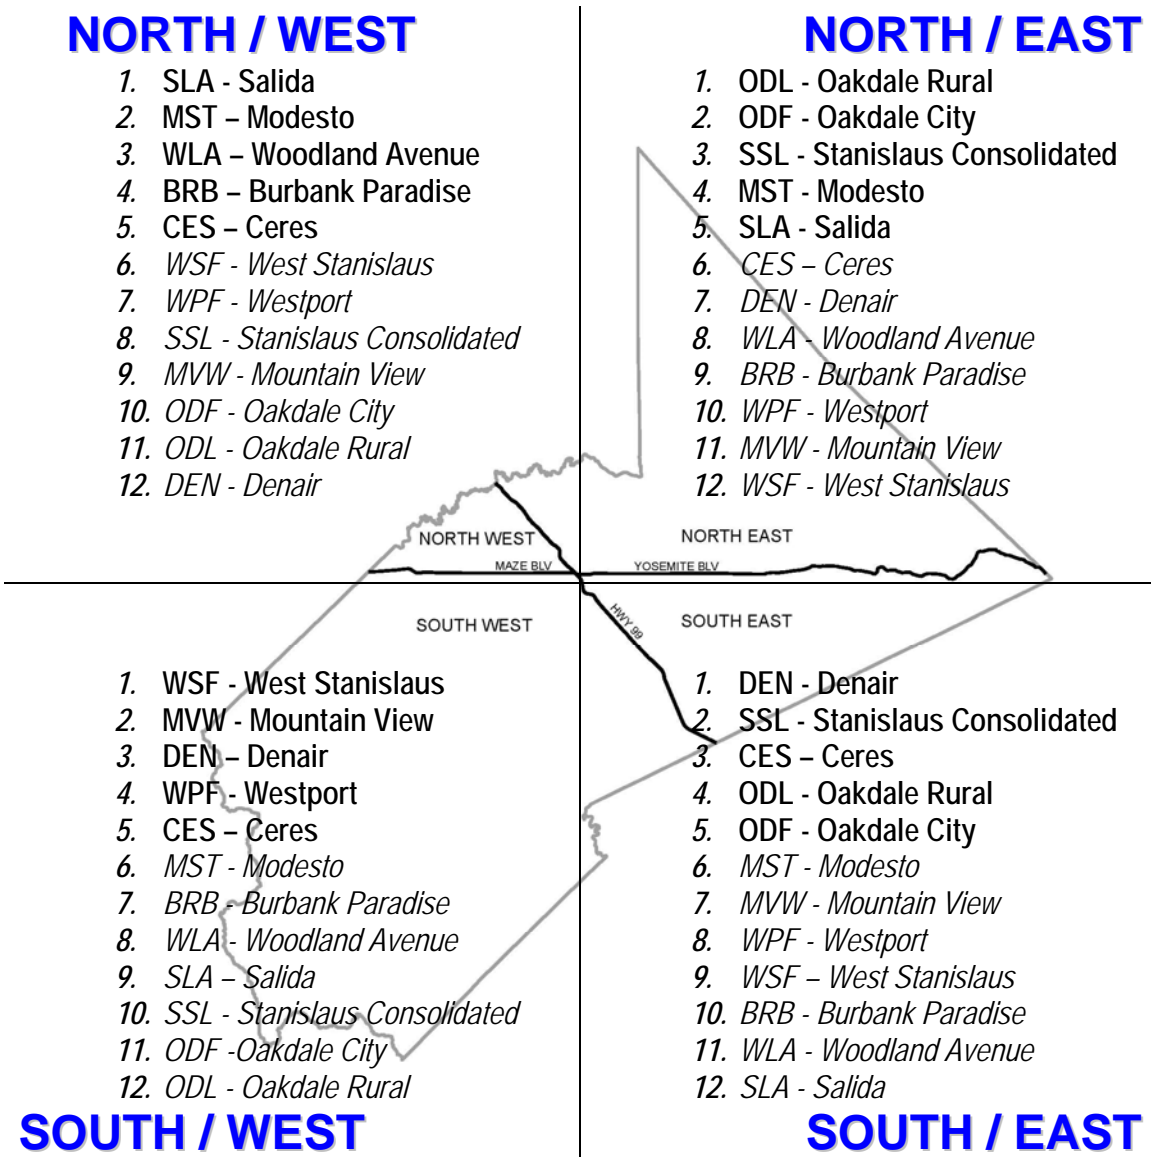 NORTH / WEST
1. SLA - Salida
2. MST – Modesto
3. WLA – Woodland Avenue
4. BRB – Burbank Paradise
5. CES – Ceres
6. WSF - West Stanislaus
7. WPF - Westport
8. SSL - Stanislaus Consolidated
9. MVW - Mountain View
10. ODF - Oakdale City
11. ODL - Oakdale Rural
12. DEN - Denair
NORTH / EAST
1. ODL - Oakdale Rural
2. ODF - Oakdale City
3. SSL - Stanislaus Consolidated
4. MST - Modesto
5. SLA - Salida
6. CES – Ceres
7. DEN - Denair
8. WLA - Woodland Avenue
9. BRB - Burbank Paradise
10. WPF - Westport
11. MVW - Mountain View
12. WSF - West Stanislaus
NORTH WEST
NORTH EAST
MAZE BLV
YOSEMITE BLV
SOUTH WEST
HWY 99
SOUTH EAST
1. WSF - West Stanislaus
2. MVW - Mountain View
3. DEN – Denair
4. WPF - Westport
5. CES – Ceres
6. MST - Modesto
7. BRB - Burbank Paradise
8. WLA - Woodland Avenue
9. SLA – Salida
10. SSL - Stanislaus Consolidated
11. ODF -Oakdale City
12. ODL - Oakdale Rural
SOUTH / WEST
1. DEN - Denair
2. SSL - Stanislaus Consolidated
3. CES – Ceres
4. ODL - Oakdale Rural
5. ODF - Oakdale City
6. MST - Modesto
7. MVW - Mountain View
8. WPF - Westport
9. WSF – West Stanislaus
10. BRB - Burbank Paradise
11. WLA - Woodland Avenue
12. SLA - Salida
SOUTH / EAST